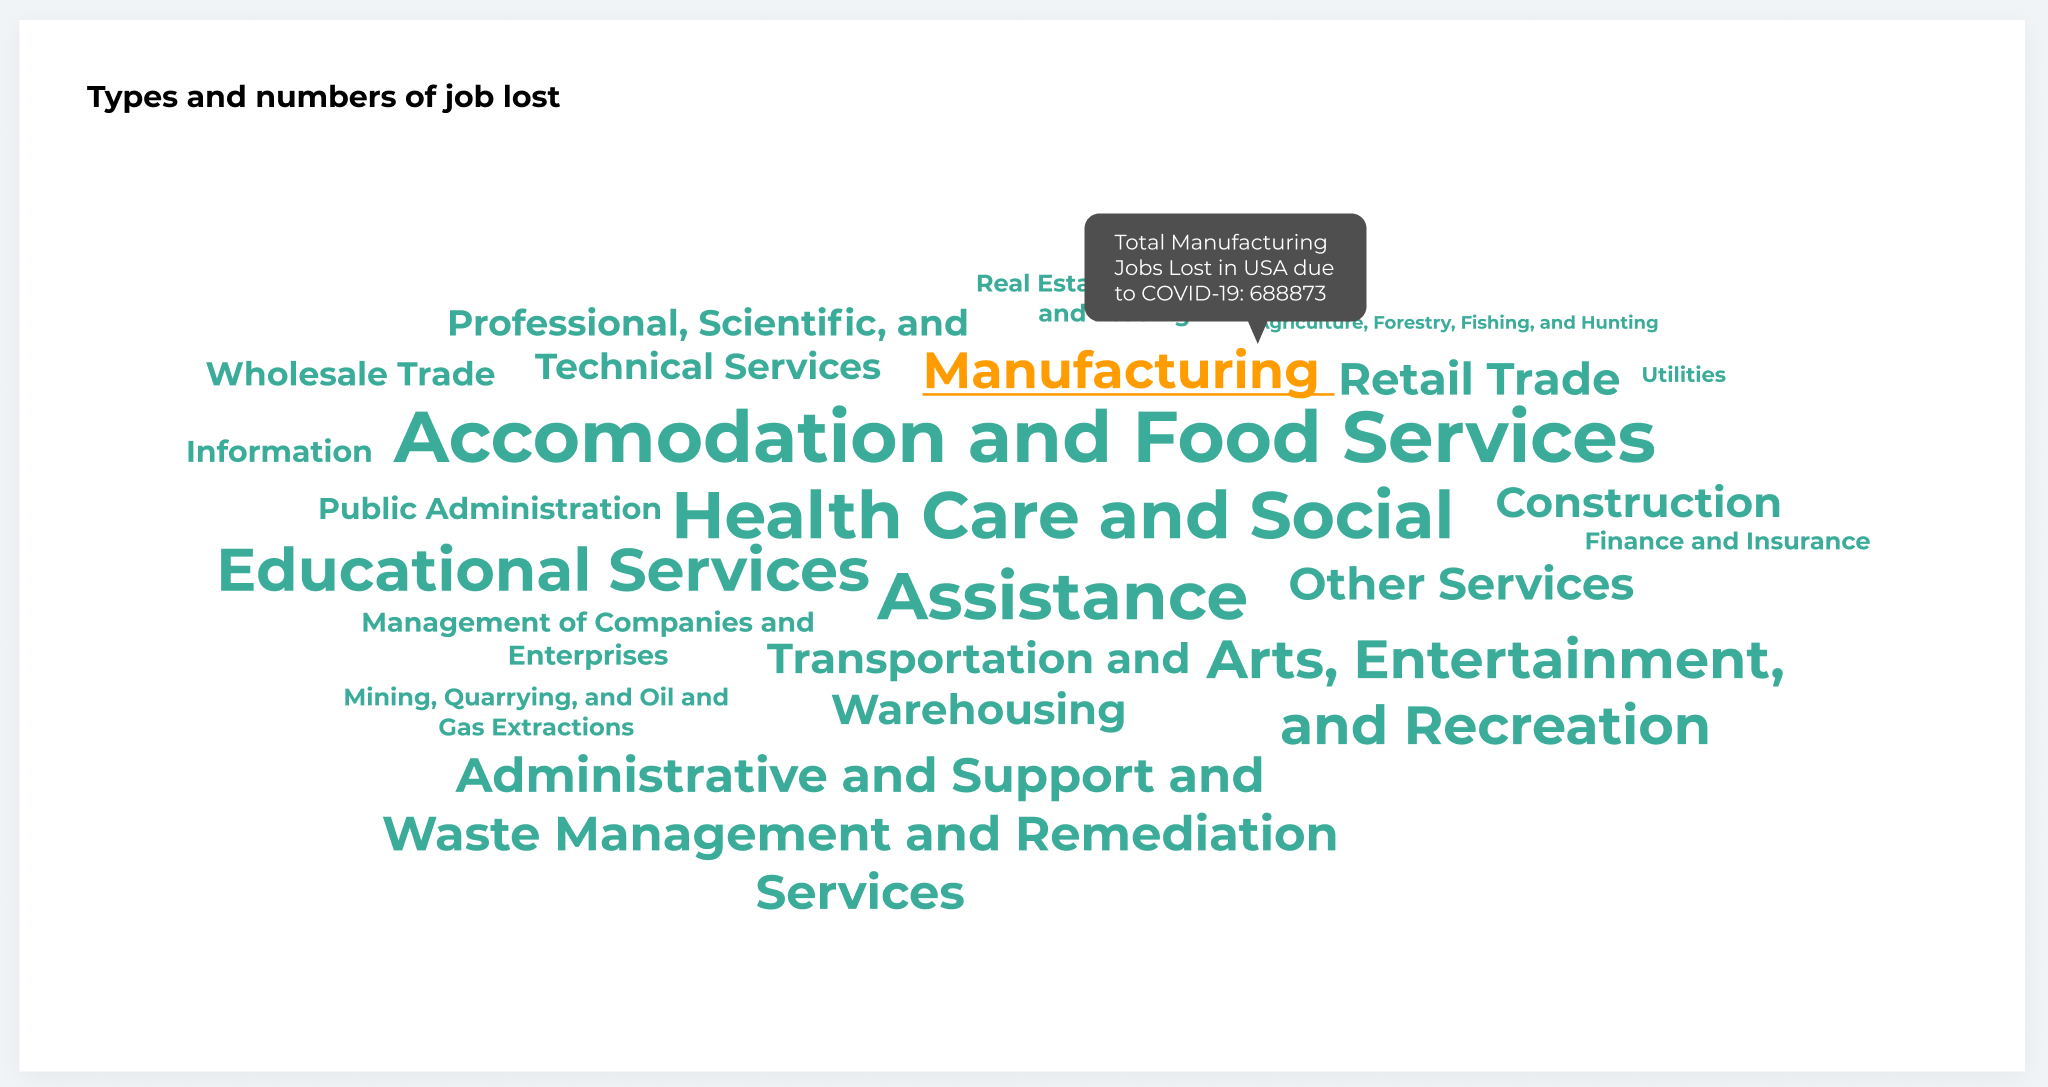 Types and numbers of job lost
Total Manufacturing
Jobs Lost in USA due
to COVID-19: 688873
Real Esta
and
Agriculture, Forestry, Fishing, and Hunting
Professional, Scientific, and
Technical Services
Wholesale Trade
Manufacturing
Retail Trade
Utilities
Accomodation and Food Services
Information
Public Administration
Health Care and Social
Assistance
Construction
Finance and Insurance
Educational Services
Other Services
Management of Companies and
Enterprises
Transportation and
Warehousing
Arts, Entertainment,
and Recreation
Mining, Quarrying, and Oil and
Gas Extractions
Administrative and Support and
Waste Management and Remediation
Services